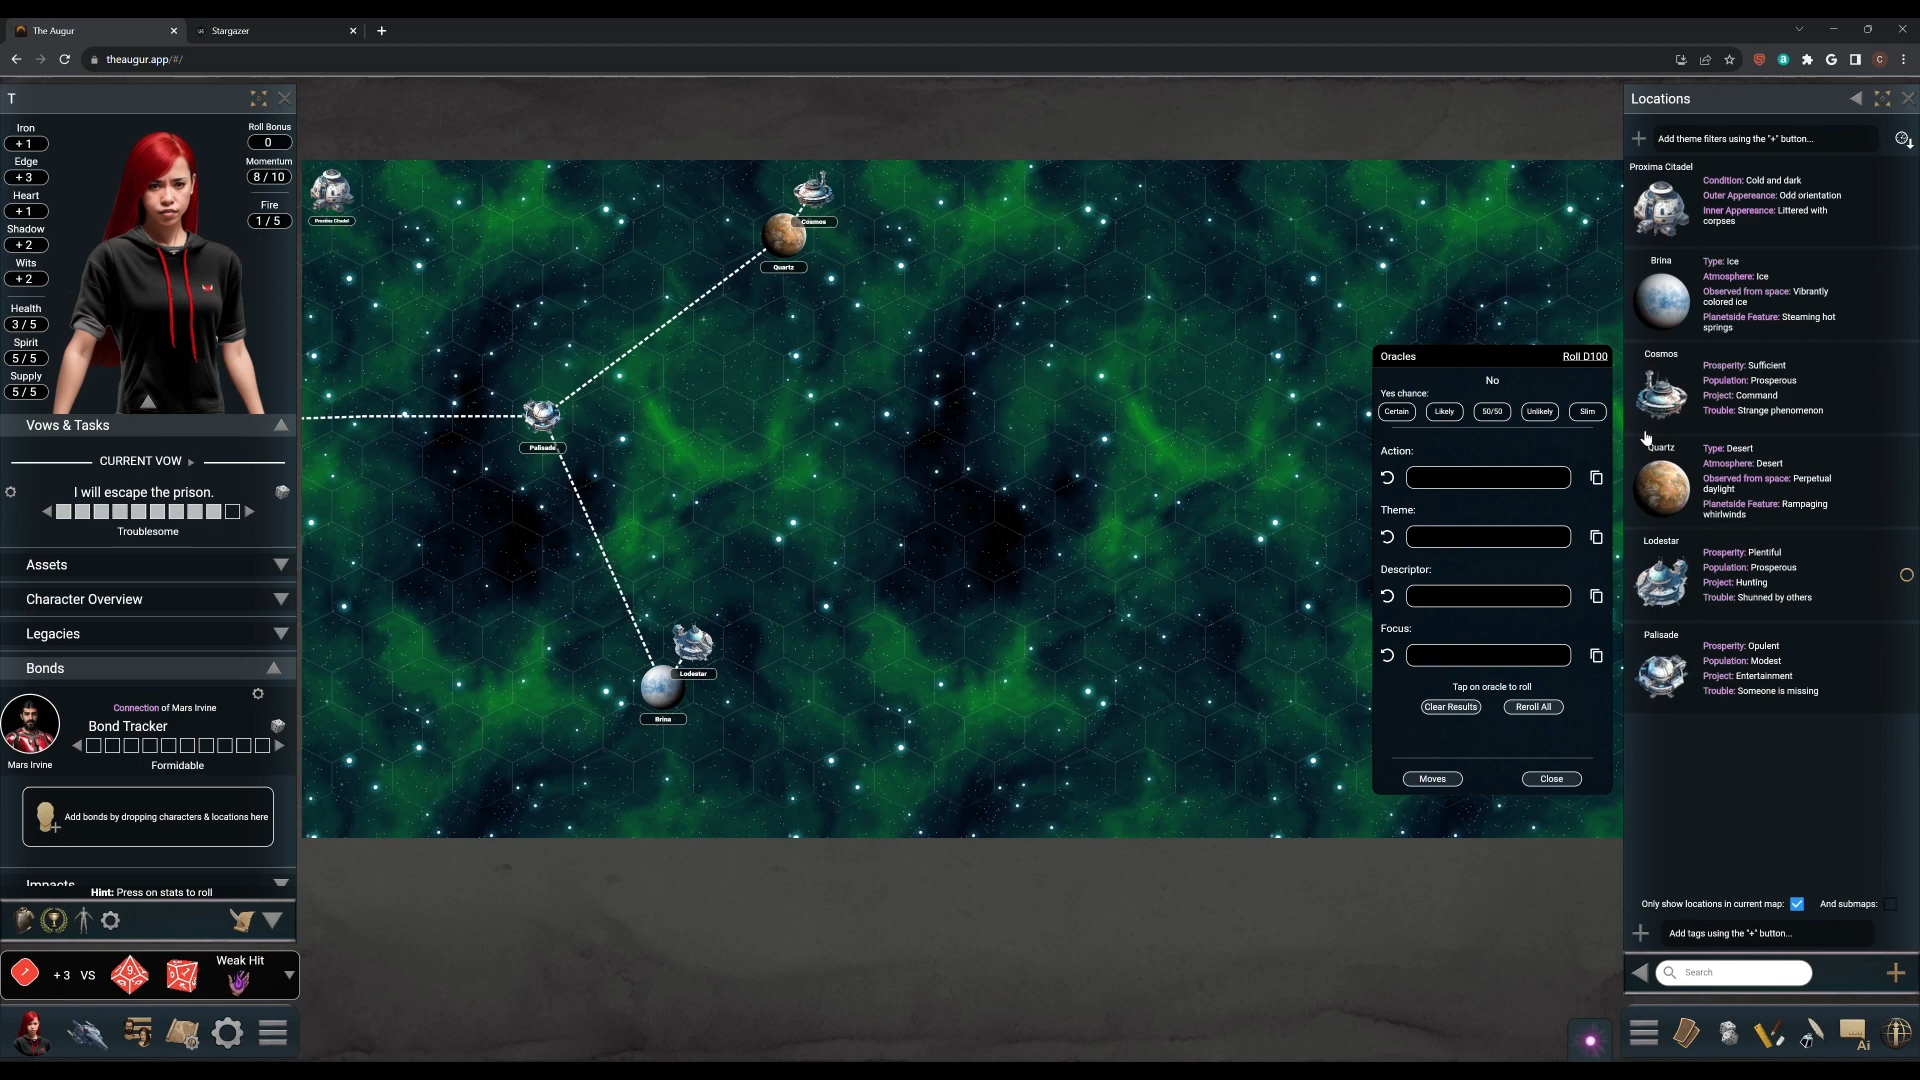 The Augur
Stargazer
theaugur.app/#/
T
Iron
+1
Edge
+3
Heart
+1
Shadow
+2
Wits
+2
Health
3 / 5
Spirit
5 / 5
Supply
5 / 5
Roll Bonus
0
Momentum
8 / 10
Fire
1 / 5
Vows & Tasks
CURRENT VOW
I will escape the prison.
Troublesome
Assets
Character Overview
Legacies
Bonds
Connection of Mars Irvine
Bond Tracker
Mars Irvine
Formidable
Add bonds by dropping characters & locations here
Impacts
Hint: Press on stats to roll
+3 VS
9
1
Weak Hit
Proxima Citadel
Cosmos
Quartz
Palisade
Lodestar
Brina
Oracles
Roll D100
No
Yes chance:
Certain
Likely
50/50
Unlikely
Slim
Action:
Theme:
Descriptor:
Focus:
Tap on oracle to roll
Clear Results
Reroll All
Moves
Close
Locations
Add theme filters using the "+" button...
Proxima Citadel
Condition: Cold and dark
Outer Appereance: Odd orientation
Inner Appereance: Littered with
corpses
Brina
Type: Ice
Atmosphere: Ice
Observed from space: Vibrantly
colored ice
Planetside Feature: Steaming hot
springs
Cosmos
Prosperity: Sufficient
Population: Prosperous
Project: Command
Trouble: Strange phenomenon
Quartz
Type: Desert
Atmosphere: Desert
Observed from space: Perpetual
daylight
Planetside Feature: Rampaging
whirlwinds
Lodestar
Prosperity: Plentiful
Population: Prosperous
Project: Hunting
Trouble: Shunned by others
Palisade
Prosperity: Opulent
Population: Modest
Project: Entertainment
Trouble: Someone is missing
Only show locations in current map:
And submaps:
Add tags using the "+" button...
Search
Ai